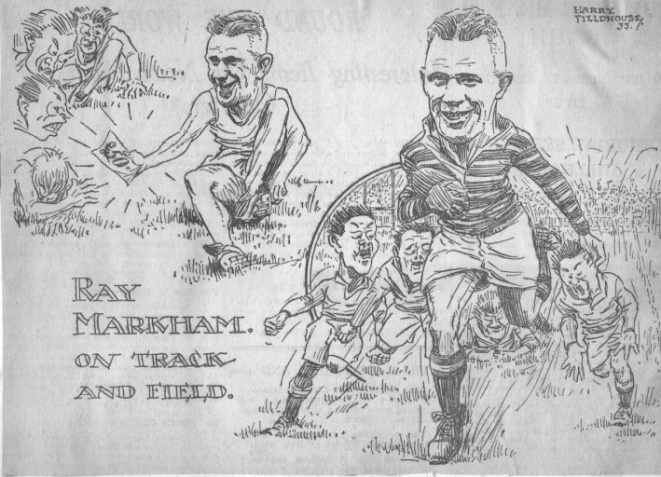 HARRY
FIELDHOUSE
33.
RAY
MARKHAM.
ON TRACK
AND FIELD.